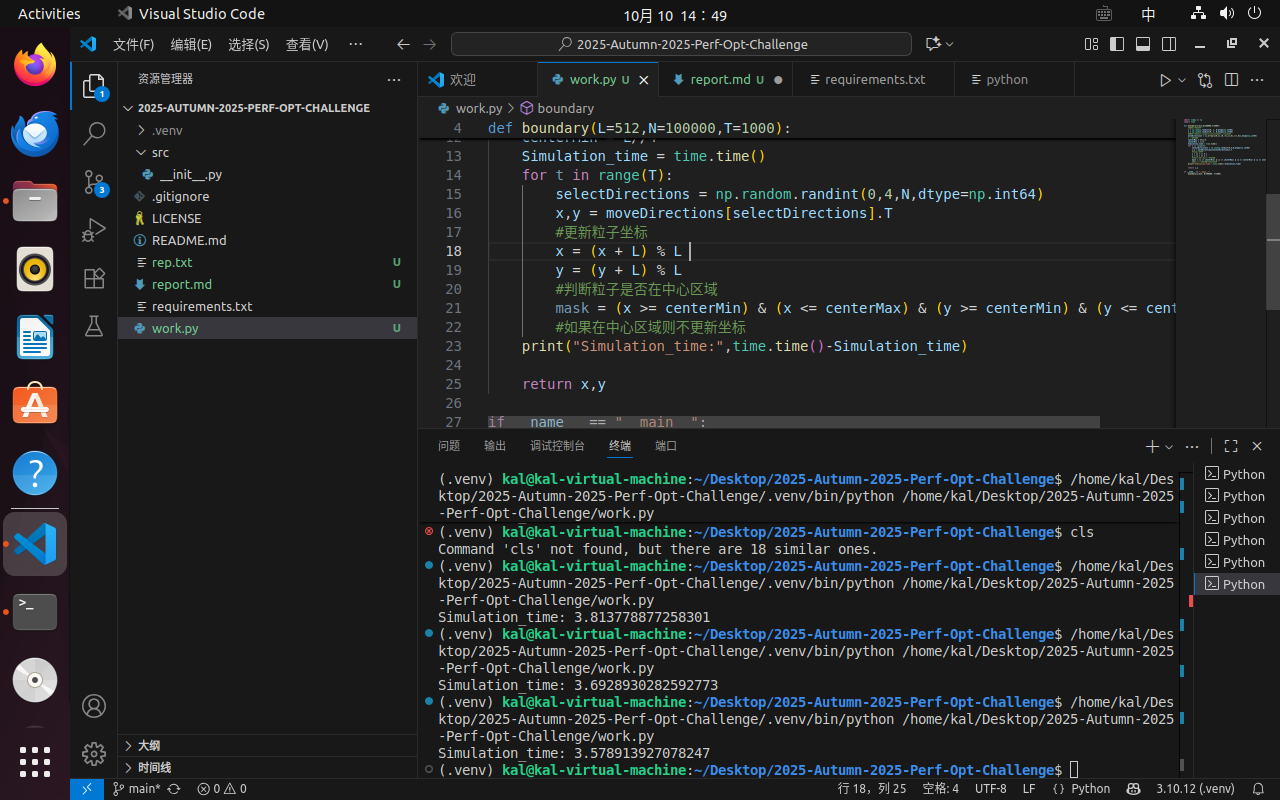 Activities
Visual Studio Code
10月 10 14：49
中
文件(F)
编辑(E)
选择(S)
查看(V)
2025-Autumn-2025-Perf-Opt-Challenge
资源管理器
2025-AUTUMN-2025-PERF-OPT-CHALLENGE
.venv
src
__init__.py
.gitignore
LICENSE
README.md
rep.txt U
report.md U
requirements.txt
work.py U
大纲
时间线
1
3
欢迎
work.py U
report.md U
requirements.txt
python
work.py > boundary
4 def boundary(L=512,N=100000,T=1000):
13 Simulation_time = time.time()
14 for t in range(T):
15 selectDirections = np.random.randint(0,4,N,dtype=np.int64)
16 x,y = moveDirections[selectDirections].T
17 #更新粒子坐标
18 x = (x + L) % L
19 y = (y + L) % L
20 #判断粒子是否在中心区域
21 mask = (x >= centerMin) & (x <= centerMax) & (y >= centerMin) & (y <= cent
22 #如果在中心区域则不更新坐标
23 print("Simulation_time:",time.time()-Simulation_time)
24
25 return x,y
26
27 if __name__ == "__main__":
问题
输出
调试控制台
终端
端口
(.venv) kal@kal-virtual-machine:~/Desktop/2025-Autumn-2025-Perf-Opt-Challenge$ /home/kal/Des
ktop/2025-Autumn-2025-Perf-Opt-Challenge/.venv/bin/python /home/kal/Desktop/2025-Autumn-2025
-Perf-Opt-Challenge/work.py
(.venv) kal@kal-virtual-machine:~/Desktop/2025-Autumn-2025-Perf-Opt-Challenge$ cls
Command 'cls' not found, but there are 18 similar ones.
(.venv) kal@kal-virtual-machine:~/Desktop/2025-Autumn-2025-Perf-Opt-Challenge$ /home/kal/Des
ktop/2025-Autumn-2025-Perf-Opt-Challenge/.venv/bin/python /home/kal/Desktop/2025-Autumn-2025
-Perf-Opt-Challenge/work.py
Simulation_time: 3.813778877258301
(.venv) kal@kal-virtual-machine:~/Desktop/2025-Autumn-2025-Perf-Opt-Challenge$ /home/kal/Des
ktop/2025-Autumn-2025-Perf-Opt-Challenge/.venv/bin/python /home/kal/Desktop/2025-Autumn-2025
-Perf-Opt-Challenge/work.py
Simulation_time: 3.6928930282592773
(.venv) kal@kal-virtual-machine:~/Desktop/2025-Autumn-2025-Perf-Opt-Challenge$ /home/kal/Des
ktop/2025-Autumn-2025-Perf-Opt-Challenge/.venv/bin/python /home/kal/Desktop/2025-Autumn-2025
-Perf-Opt-Challenge/work.py
Simulation_time: 3.578913927078247
(.venv) kal@kal-virtual-machine:~/Desktop/2025-Autumn-2025-Perf-Opt-Challenge$
Python
Python
Python
Python
Python
Python
main*
0
0
行 18，列 25
空格: 4
UTF-8
LF
Python
3.10.12 (.venv)